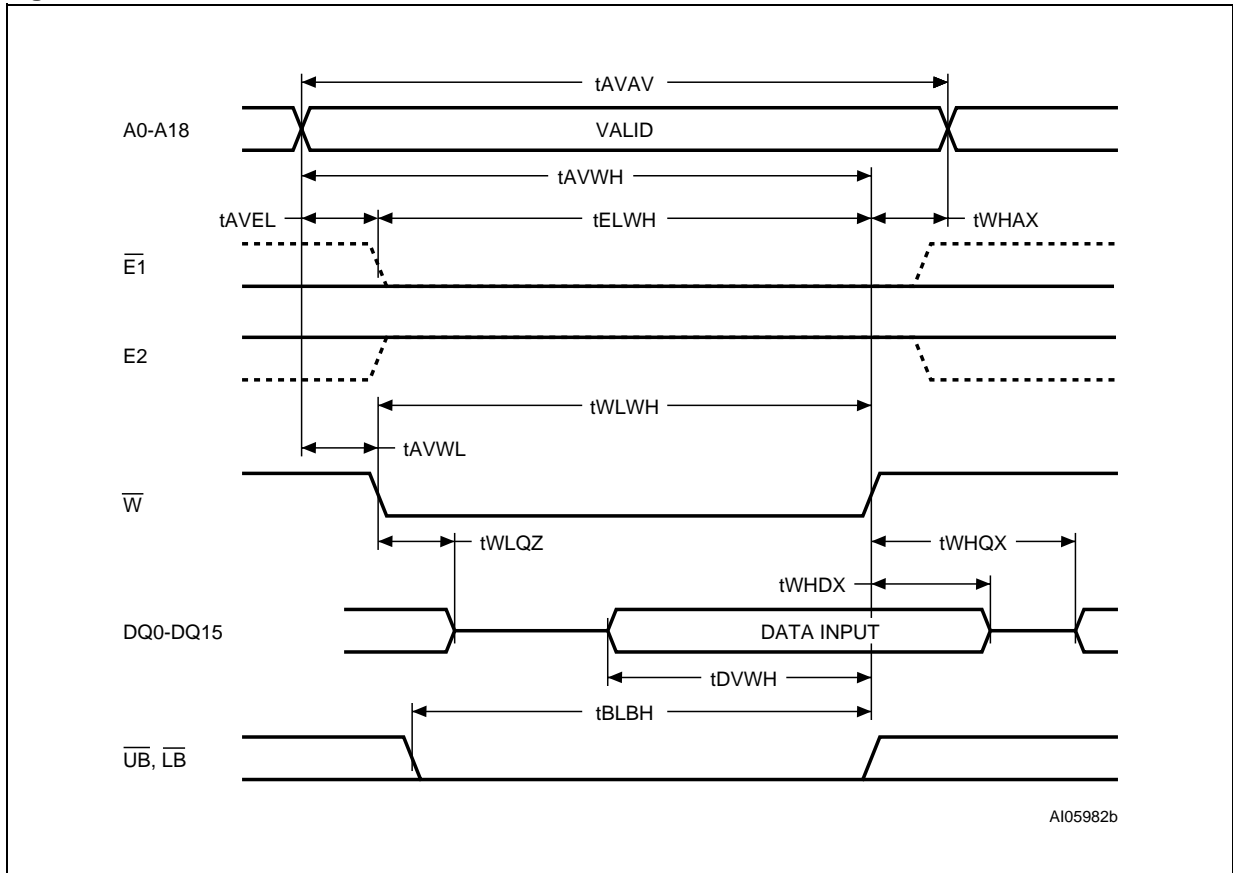 tAVAV
A0-A18
VALID
tAVWH
tAVEL
tELWH
tWHAX
E1
E2
tWLWH
tAVWL
W
tWLQZ
tWHQX
tWHDX
DQ0-DQ15
DATA INPUT
tDVWH
tBLBH
UB, LB
AI05982b